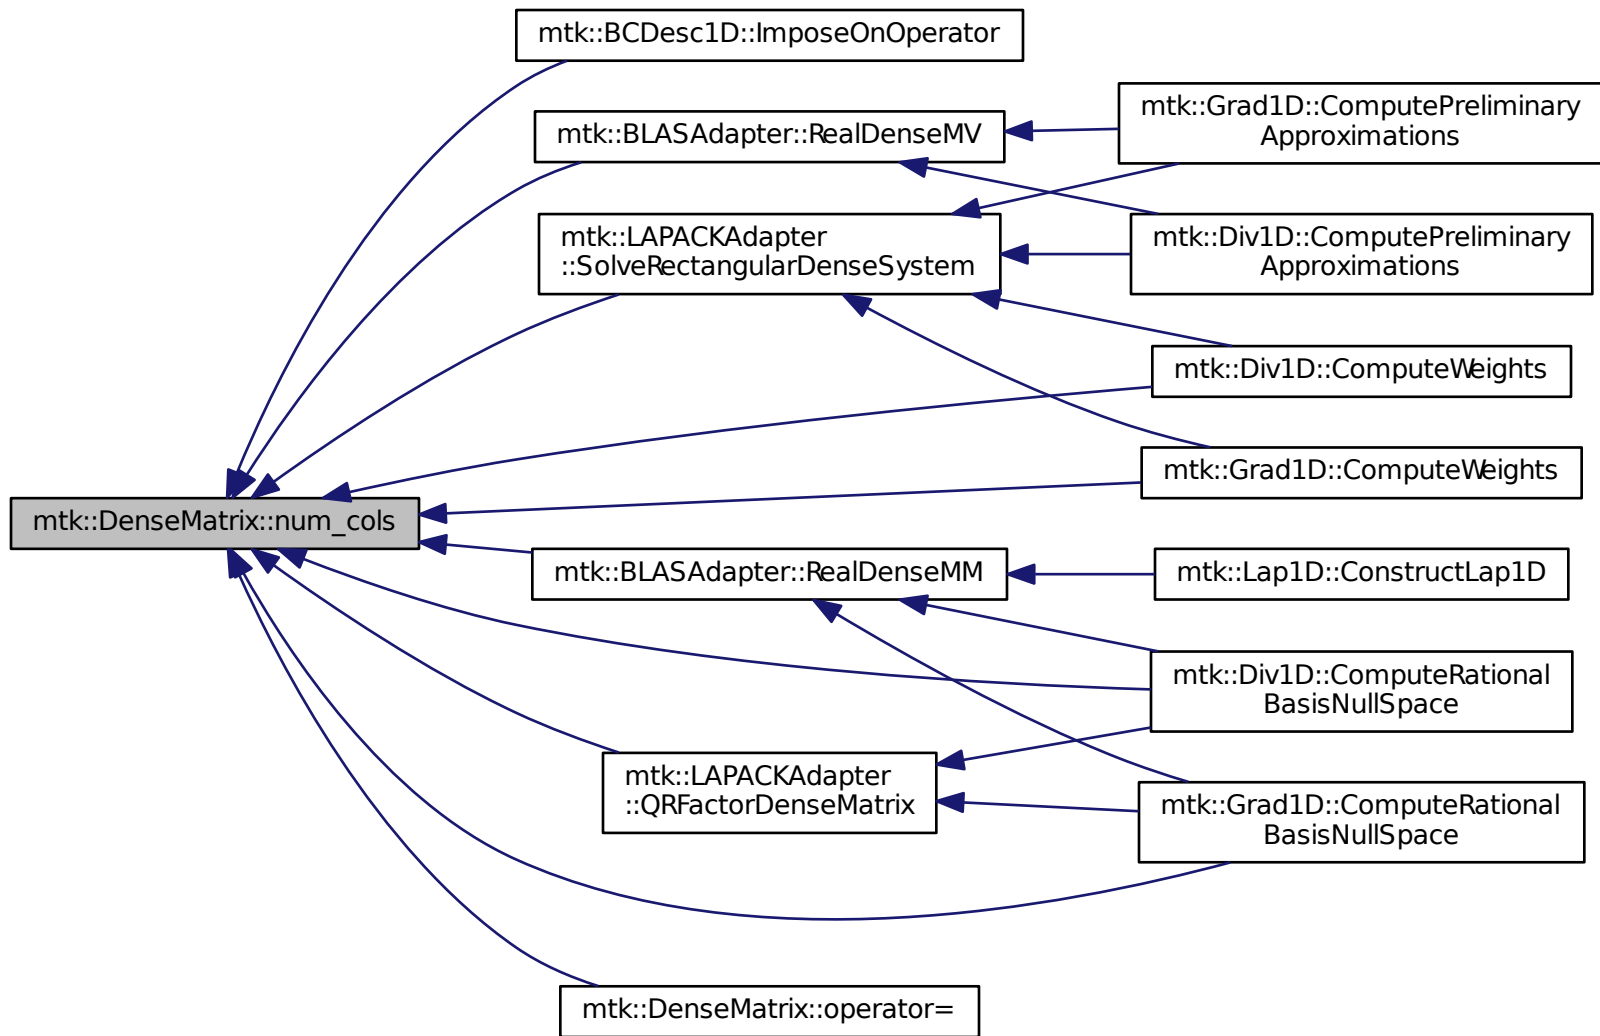 mtk::BCDesc1D::ImposeOnOperator
mtk::BLASAdapter::RealDenseMV
mtk::Grad1D::ComputePreliminary
Approximations
mtk::LAPACKAdapter
::SolveRectangularDenseSystem
mtk::Div1D::ComputePreliminary
Approximations
mtk::Div1D::ComputeWeights
mtk::Grad1D::ComputeWeights
mtk::DenseMatrix::num_cols
mtk::BLASAdapter::RealDenseMM
mtk::Lap1D::ConstructLap1D
mtk::Div1D::ComputeRational
BasisNullSpace
mtk::LAPACKAdapter
::QRFactorDenseMatrix
mtk::Grad1D::ComputeRational
BasisNullSpace
mtk::DenseMatrix::operator=